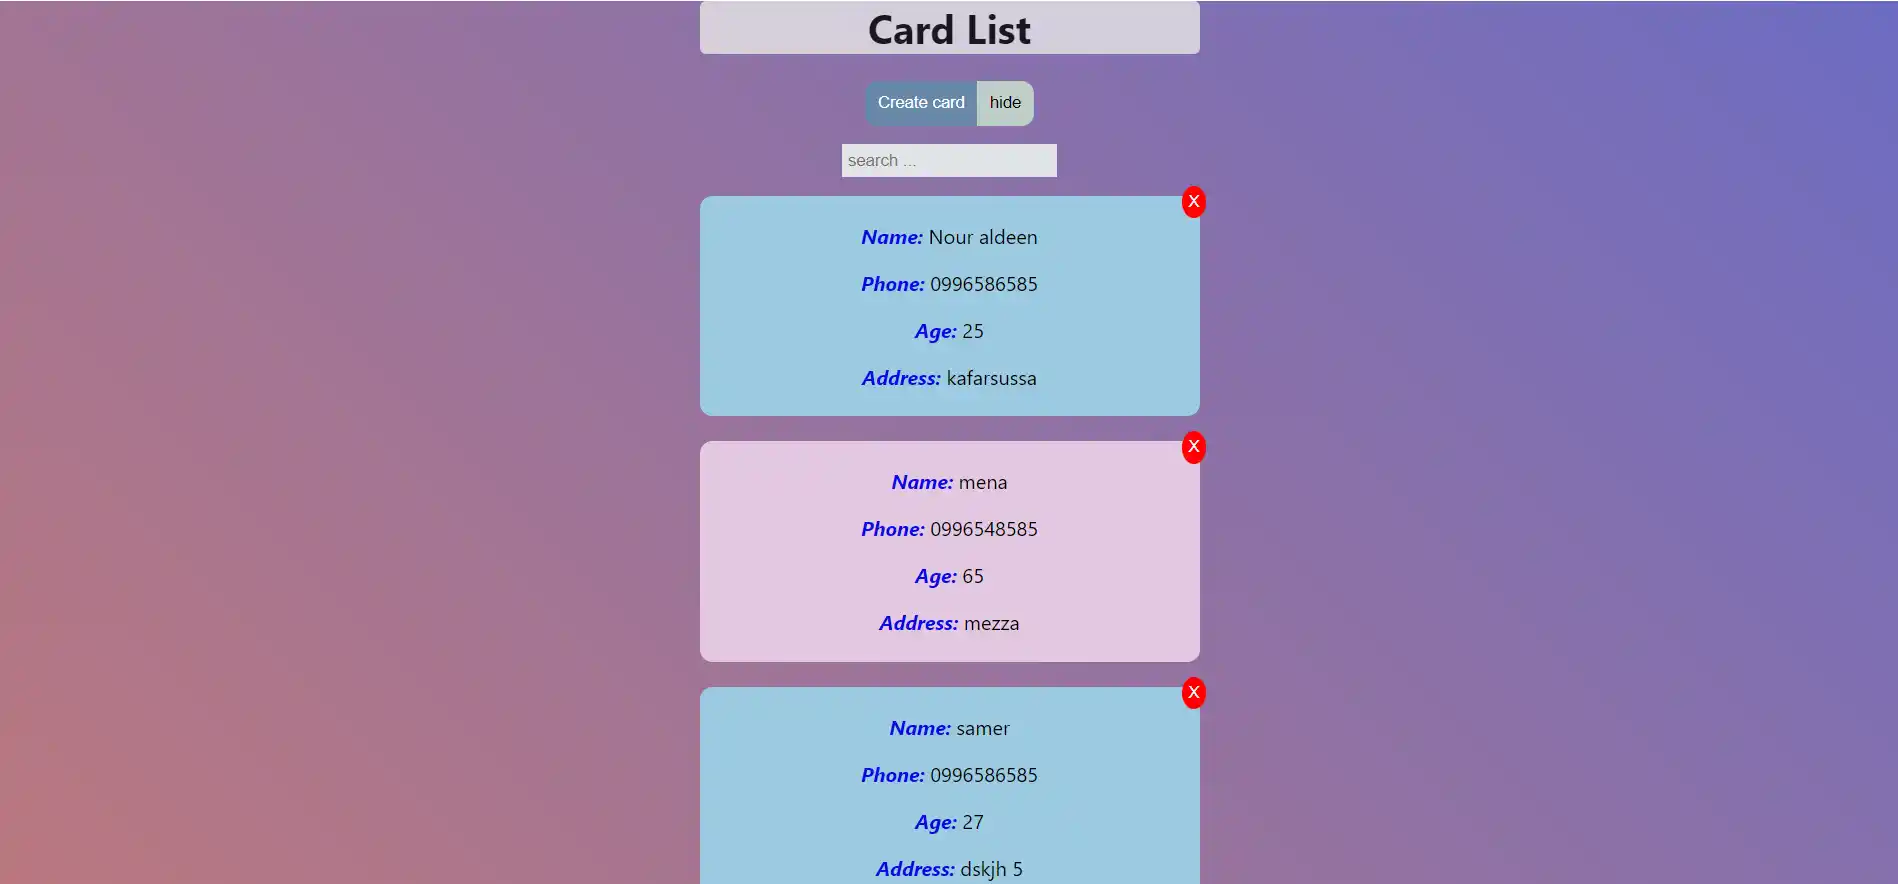 Card List
Create card hide
search ...
X
Name: Nour aldeen
Phone: 0996586585
Age: 25
Address: kafarsussa
X
Name: mena
Phone: 0996548585
Age: 65
Address: mezza
X
Name: samer
Phone: 0996586585
Age: 27
Address: dskjh 5